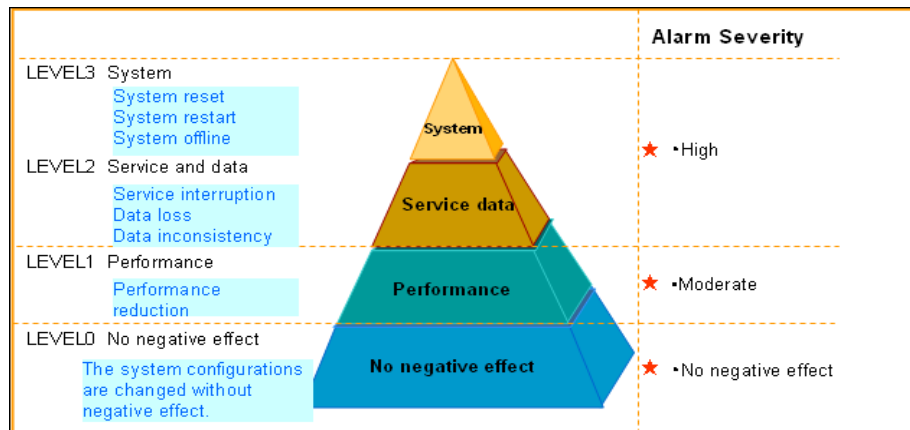 Alarm Severity
LEVEL3 System
System reset
System restart
System offline
System
•High
LEVEL2 Service and data
Service interruption
Data loss
Data inconsistency
Service data
LEVEL1 Performance
Performance
reduction
Performance
•Moderate
LEVEL0 No negative effect
The system configurations
are changed without
negative effect.
No negative effect
•No negative effect